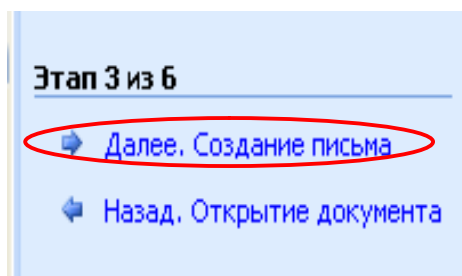 Этап 3 из 6
Далее. Создание письма
Назад. Открытие документа